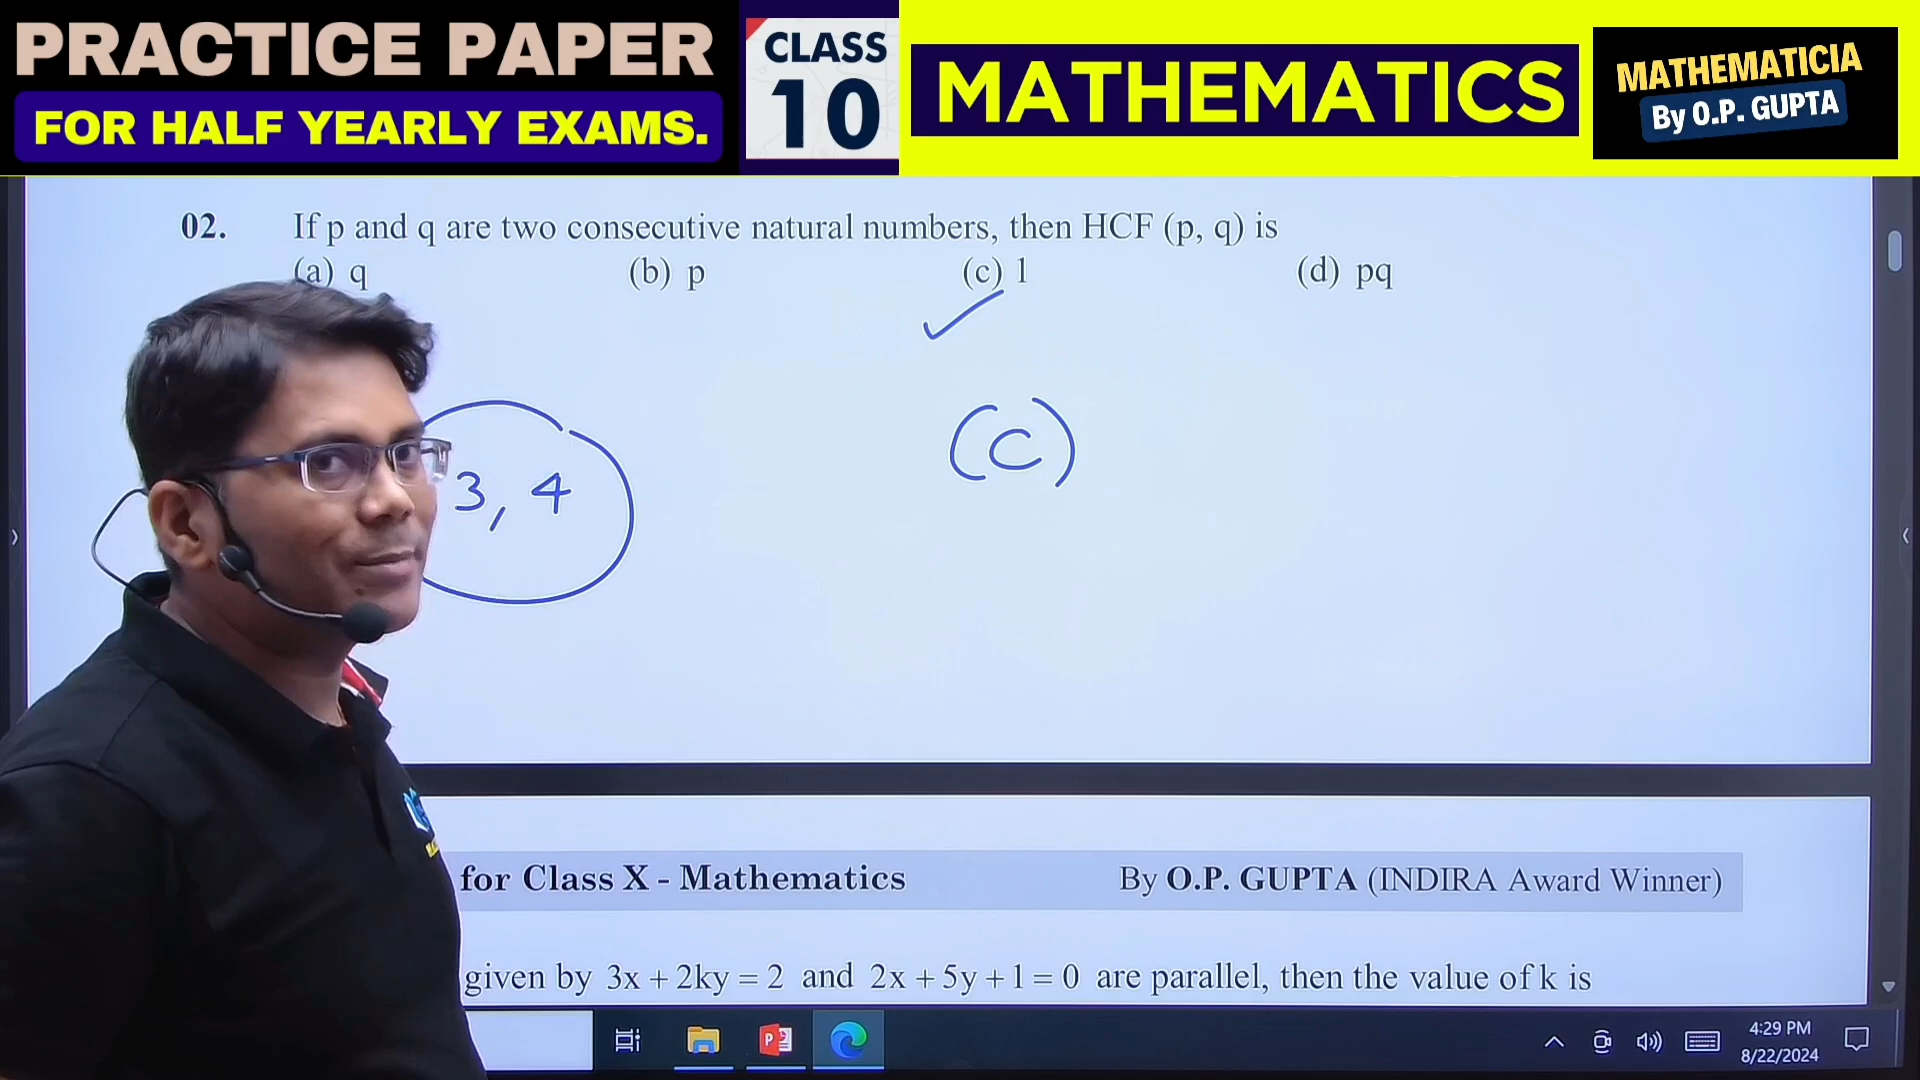 PRACTICE PAPER
FOR HALF YEARLY EXAMS.
CLASS
10
MATHEMATICS
MATHEMATICIA
By O.P. GUPTA
02. If p and q are two consecutive natural numbers, then HCF (p, q) is
(a) q (b) p (c) 1 (d) pq
(C)
3, 4
for Class X - Mathematics By O.P. GUPTA (INDIRA Award Winner)
given by 3x + 2ky = 2 and 2x + 5y + 1 = 0 are parallel, then the value of k is
4:29 PM
8/22/2024